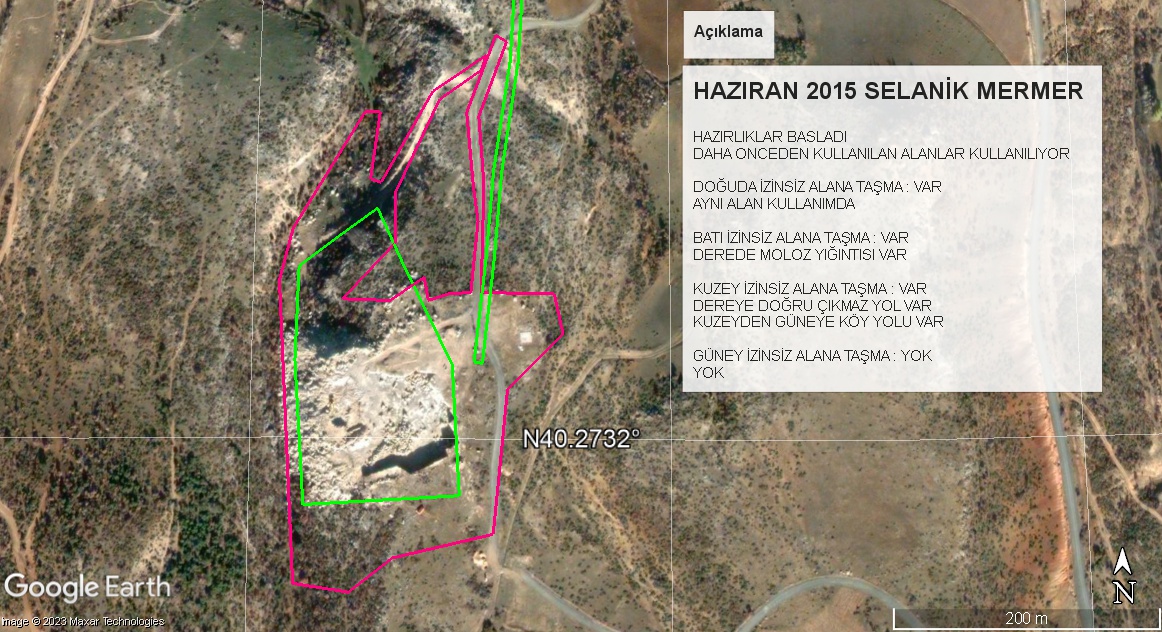 Açıklama
HAZIRAN 2015 SELANİK MERMER
HAZIRLIKLAR BASLADI
DAHA ONCEDEN KULLANILAN ALANLAR KULLANILIYOR
DOĞUDA İZİNSİZ ALANA TAŞMA : VAR
AYNI ALAN KULLANIMDA
BATI İZİNSİZ ALANA TAŞMA : VAR
DEREDE MOLOZ YIĞINTISI VAR
KUZEY İZİNSİZ ALANA TAŞMA : VAR
DEREYE DOĞRU ÇIKMAZ YOL VAR
KUZEYDEN GÜNEYE KÖY YOLU VAR
GÜNEY İZİNSİZ ALANA TAŞMA : YOK
YOK
N40.2732°
Google Earth
N
mage © 2023 Maxar Technologies
200 m